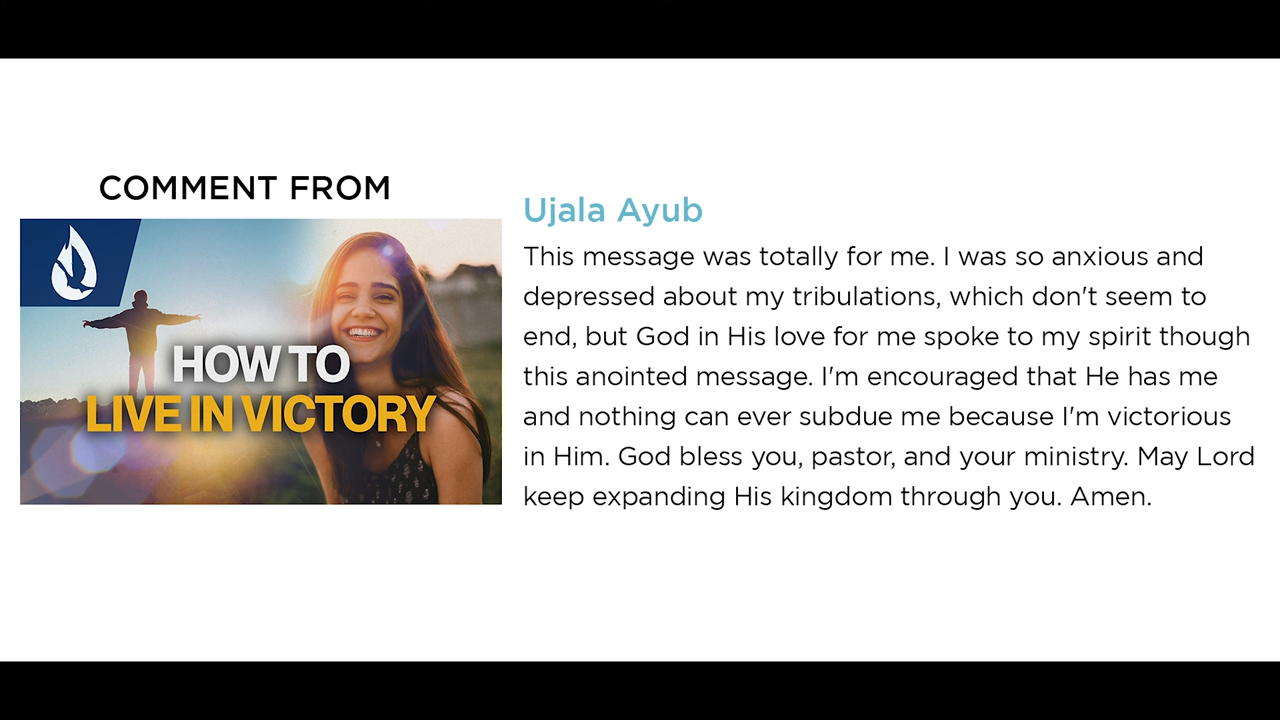 COMMENT FROM
HOW TO
LIVE IN VICTORY
Ujala Ayub
This message was totally for me. I was so anxious and
depressed about my tribulations, which don't seem to
end, but God in His love for me spoke to my spirit though
this anointed message. I'm encouraged that He has me
and nothing can ever subdue me because I'm victorious
in Him. God bless you, pastor, and your ministry. May Lord
keep expanding His kingdom through you. Amen.